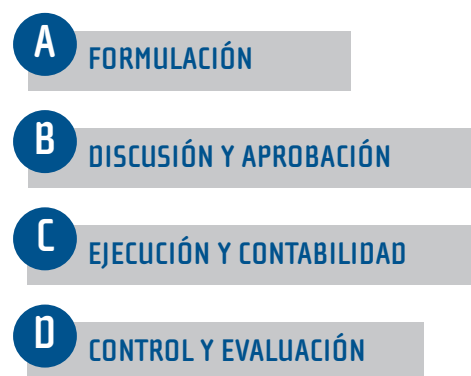 A
FORMULACIÓN
B
DISCUSIÓN Y APROBACIÓN
C
EJECUCIÓN Y CONTABILIDAD
D
CONTROL Y EVALUACIÓN